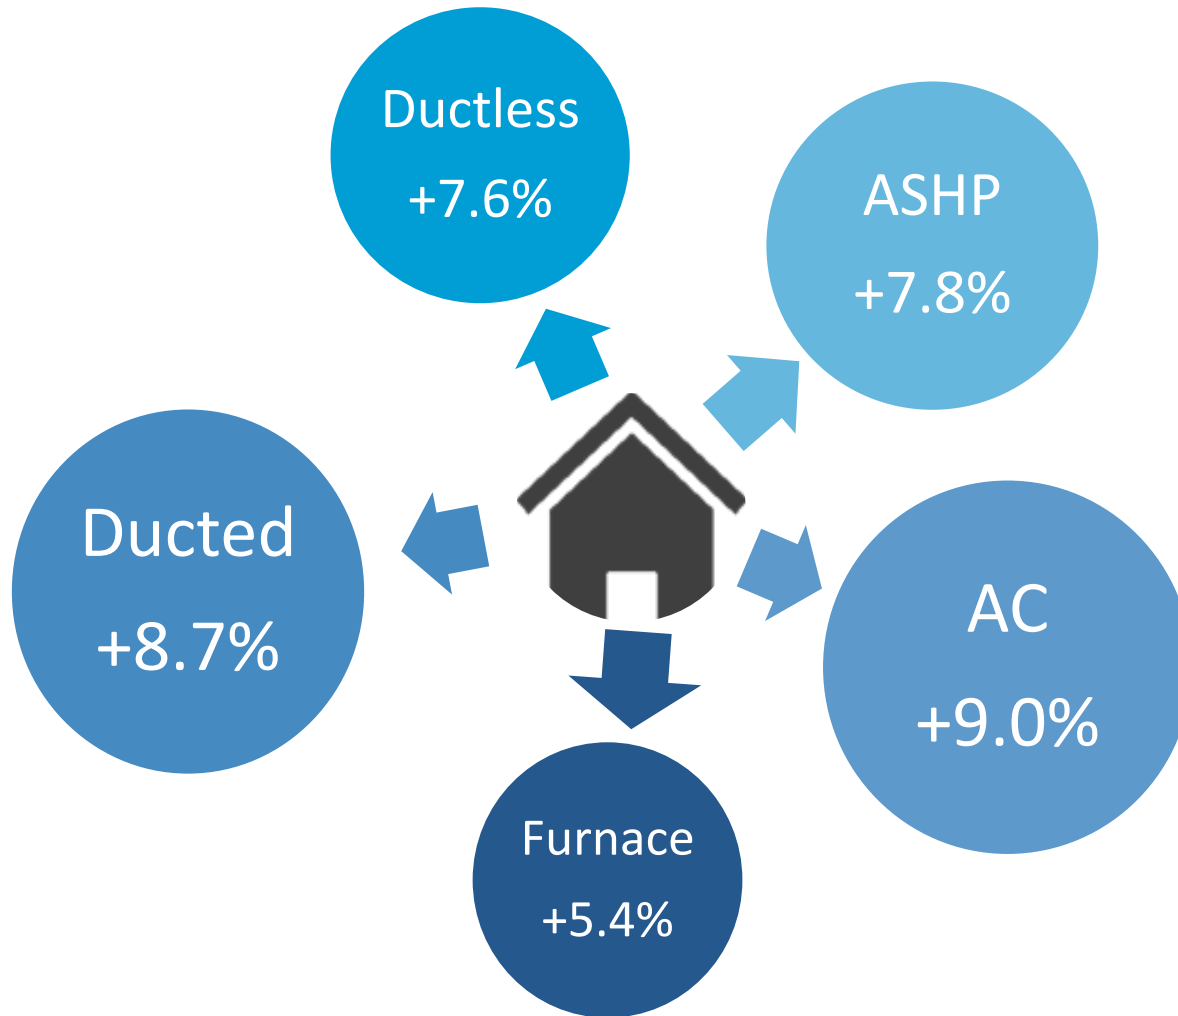 Ductless
+7.6%
ASHP
+7.8%
Ducted
+8.7%
AC
+9.0%
Furnace
+5.4%